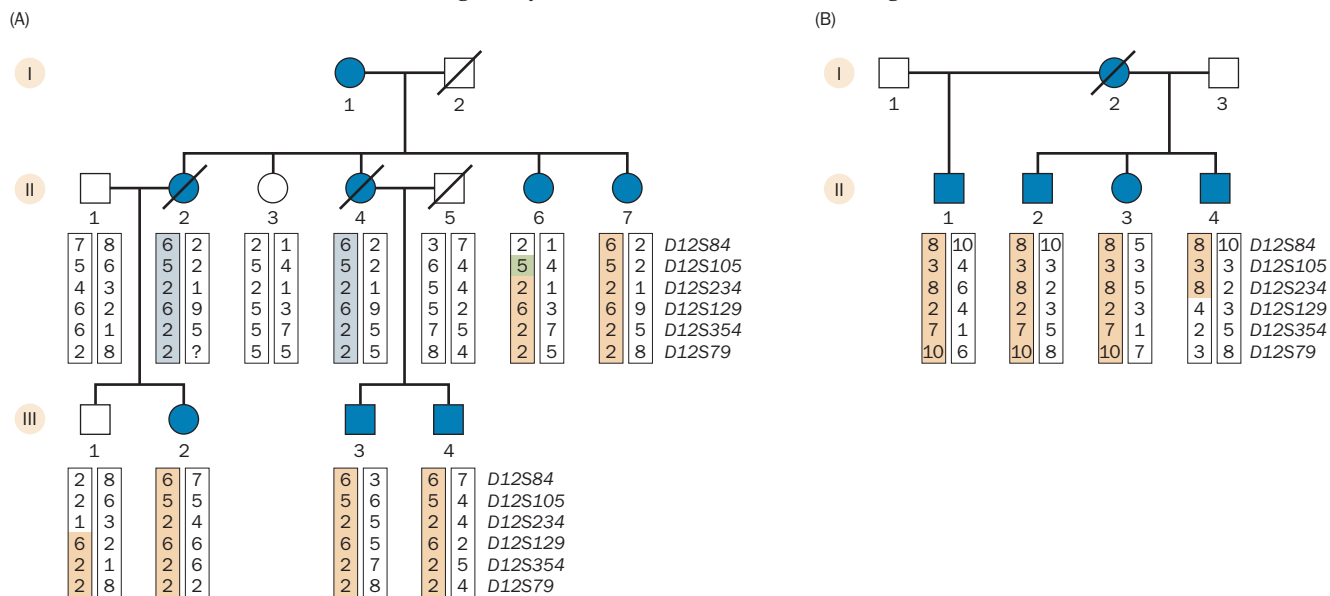 (A) (B)
I I
1 2 1 2 3
II II
1 2 3 4 5 6 7 1 2 3 4
7 8 6 2 2 1 6 2 3 7 2 1 6 2 D12S84 8 10 8 10 8 5 8 10 D12S84
5 6 5 2 5 4 5 2 6 4 5 4 5 2 D12S105 3 4 3 3 3 3 3 3 D12S105
4 3 2 1 2 1 2 1 5 4 2 1 2 1 D12S234 8 6 8 2 8 5 8 2 D12S234
6 2 6 9 5 3 6 9 5 2 6 3 6 9 D12S129 2 4 2 3 2 3 4 3 D12S129
6 1 2 5 5 7 2 5 7 5 2 7 2 5 D12S354 7 1 7 5 7 1 2 5 D12S354
2 8 2 ? 5 5 2 5 8 4 2 5 2 8 D12S79 10 6 10 8 10 7 3 8 D12S79
III
1 2 3 4
2 8 6 7 6 3 6 7 D12S84
2 6 5 5 5 6 5 4 D12S105
1 3 2 4 2 5 2 4 D12S234
6 2 6 6 6 5 6 2 D12S129
2 1 2 6 2 7 2 5 D12S354
2 8 2 2 2 8 2 4 D12S79